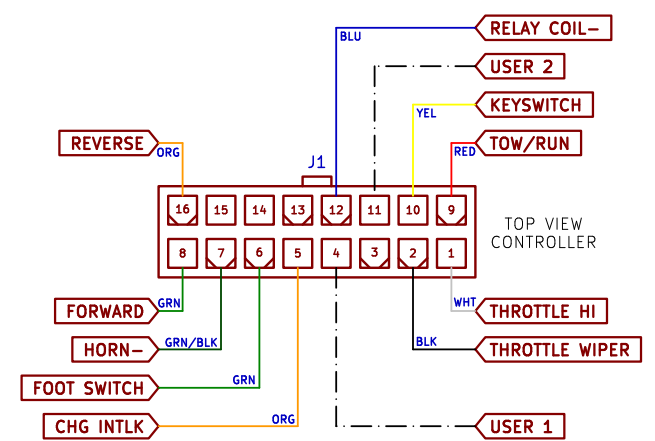 RELAY COIL-
BLU
USER 2
KEYSWITCH
YEL
REVERSE
ORG
RED
TOW/RUN
J1
16 15 14 13 12 11 10 9
TOP VIEW
CONTROLLER
8 7 6 5 4 3 2 1
FORWARD
GRN
WHT
THROTTLE HI
HORN-
GRN/BLK
BLK
THROTTLE WIPER
FOOT SWITCH
GRN
CHG INTLK
ORG
USER 1